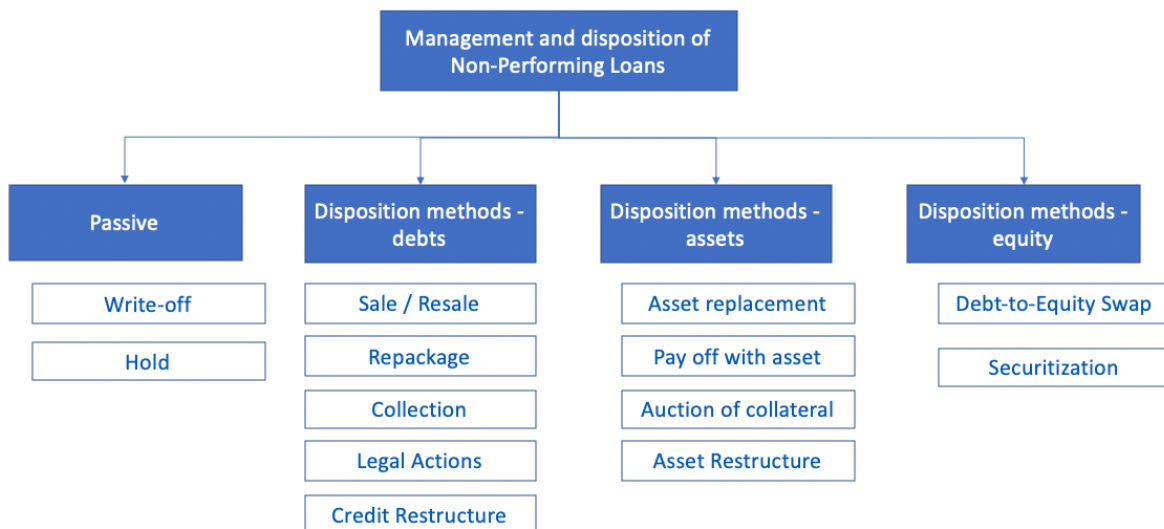 Management and disposition of
Non-Performing Loans
Passive
Write-off
Hold
Disposition methods -
debts
Sale / Resale
Repackage
Collection
Legal Actions
Credit Restructure
Disposition methods -
assets
Asset replacement
Pay off with asset
Auction of collateral
Asset Restructure
Disposition methods -
equity
Debt-to-Equity Swap
Securitization